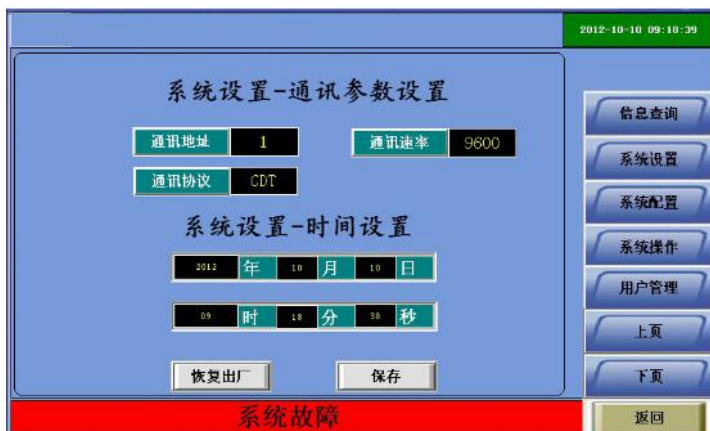 2012-10-10 09:18:39
系统设置-通讯参数设置
通讯地址 1 通讯速率 9600
通讯协议 CDT
系统设置-时间设置
2012 年 10 月 10 日
09 时 18 分 38 秒
恢复出厂 保存
系统故障
信息查询
系统设置
系统配置
系统操作
用户管理
上页
下页
返回